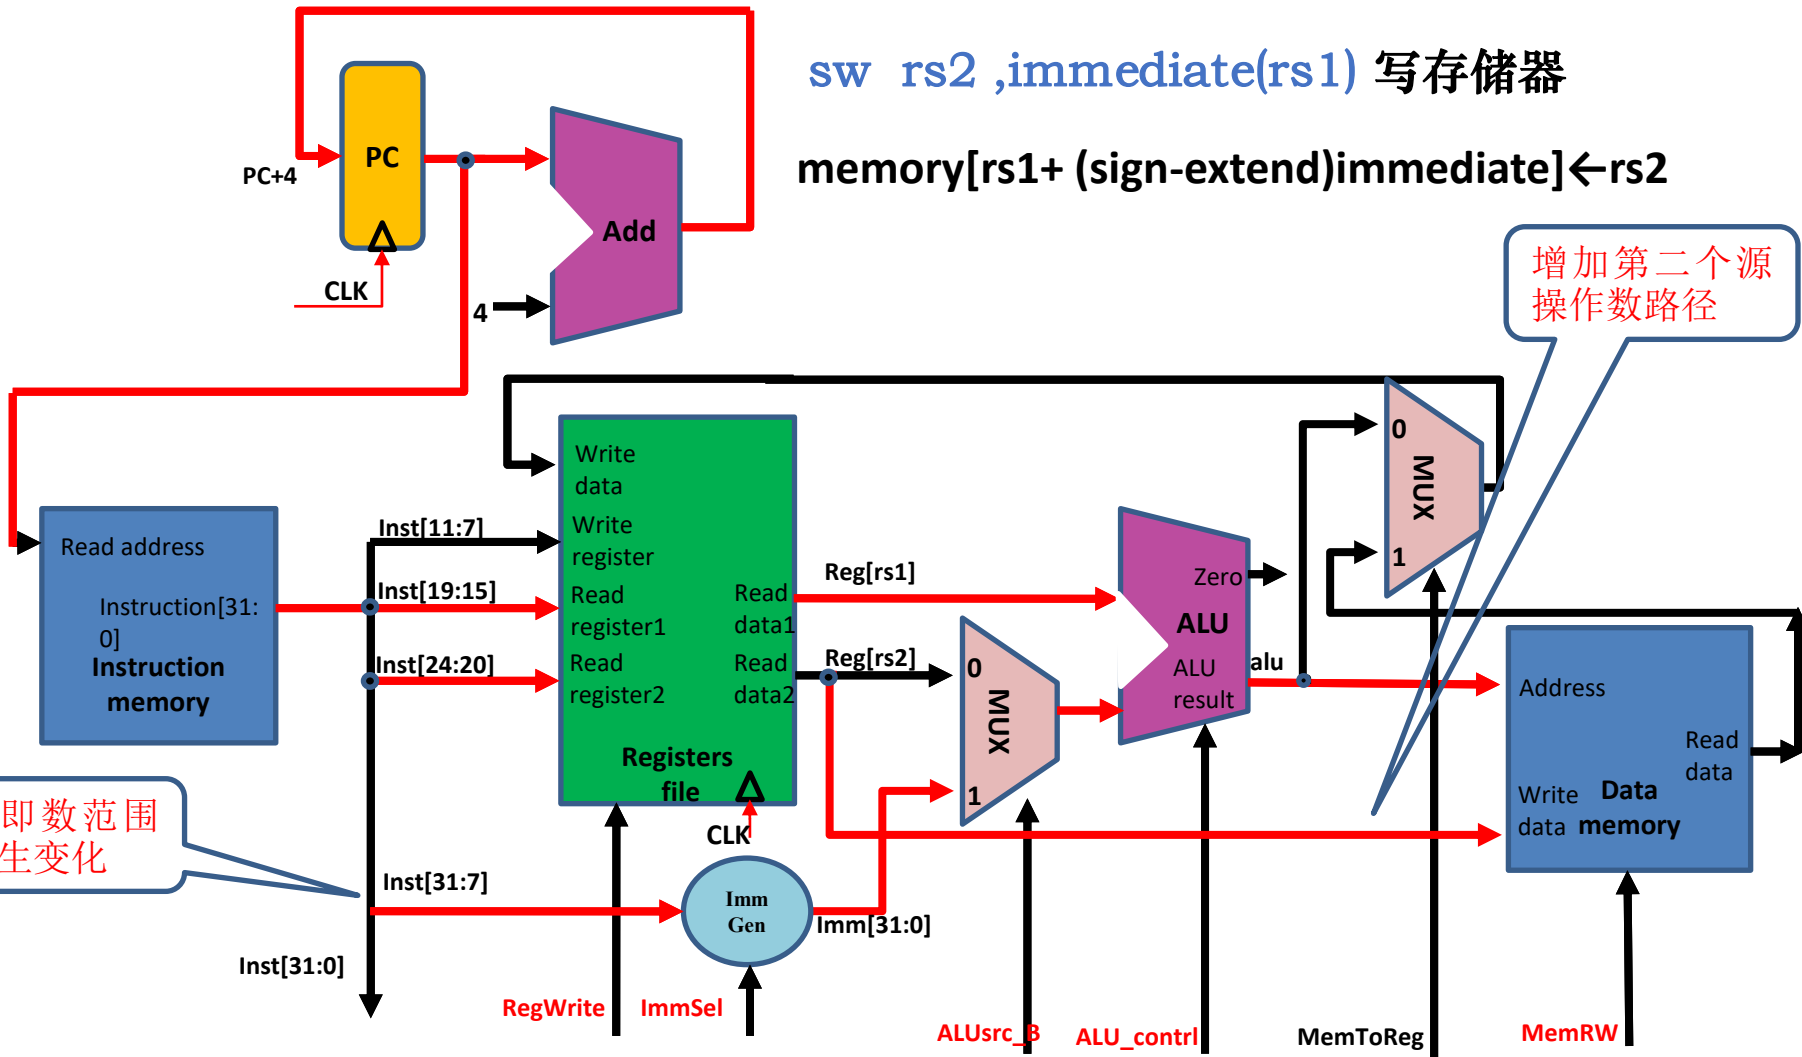 sw rs2 ,immediate(rs1) 写存储器
memory[rs1+ (sign-extend)immediate]←rs2
PC
PC+4
CLK
Add
4
增加第二个源
操作数路径
Write
data
Write
register
Read
register1
Read
register2
Read
data1
Read
data2
Registers
file
CLK
Read address
Instruction[31:
0]
Instruction
memory
Inst[11:7]
Inst[19:15]
Inst[24:20]
Inst[31:7]
Inst[31:0]
即数范围
生变化
Reg[rs1]
Reg[rs2]
0
MUX
1
Zero
ALU
ALU
result
alu
0
MUX
1
Address
Read
data
Write
data
Data
memory
Imm
Gen
Imm[31:0]
RegWrite
ImmSel
ALUsrc_B
ALU_contrl
MemToReg
MemRW